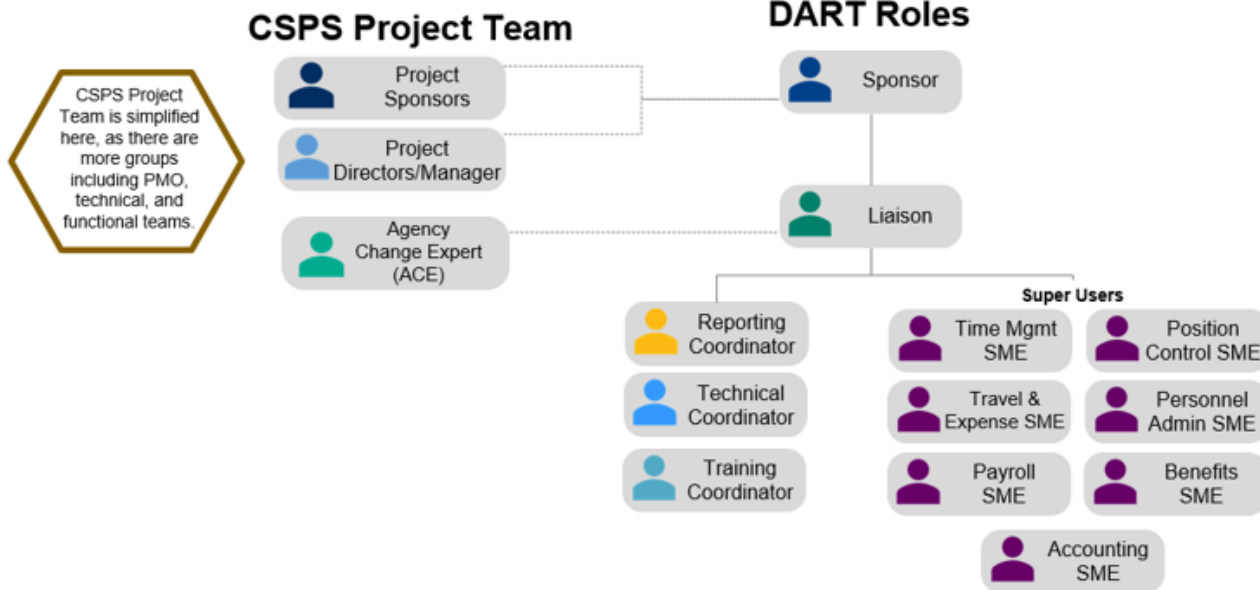 CSPS Project Team
DART Roles
CSPS Project
Team is simplified
here, as there are
more groups
including PMO,
technical, and
functional teams.
Project
Sponsors
Project
Directors/Manager
Agency
Change Expert
(ACE)
Sponsor
Liaison
Reporting
Coordinator
Technical
Coordinator
Training
Coordinator
Super Users
Time Mgmt
SME
Position
Control SME
Travel &
Expense SME
Personnel
Admin SME
Payroll
SME
Benefits
SME
Accounting
SME